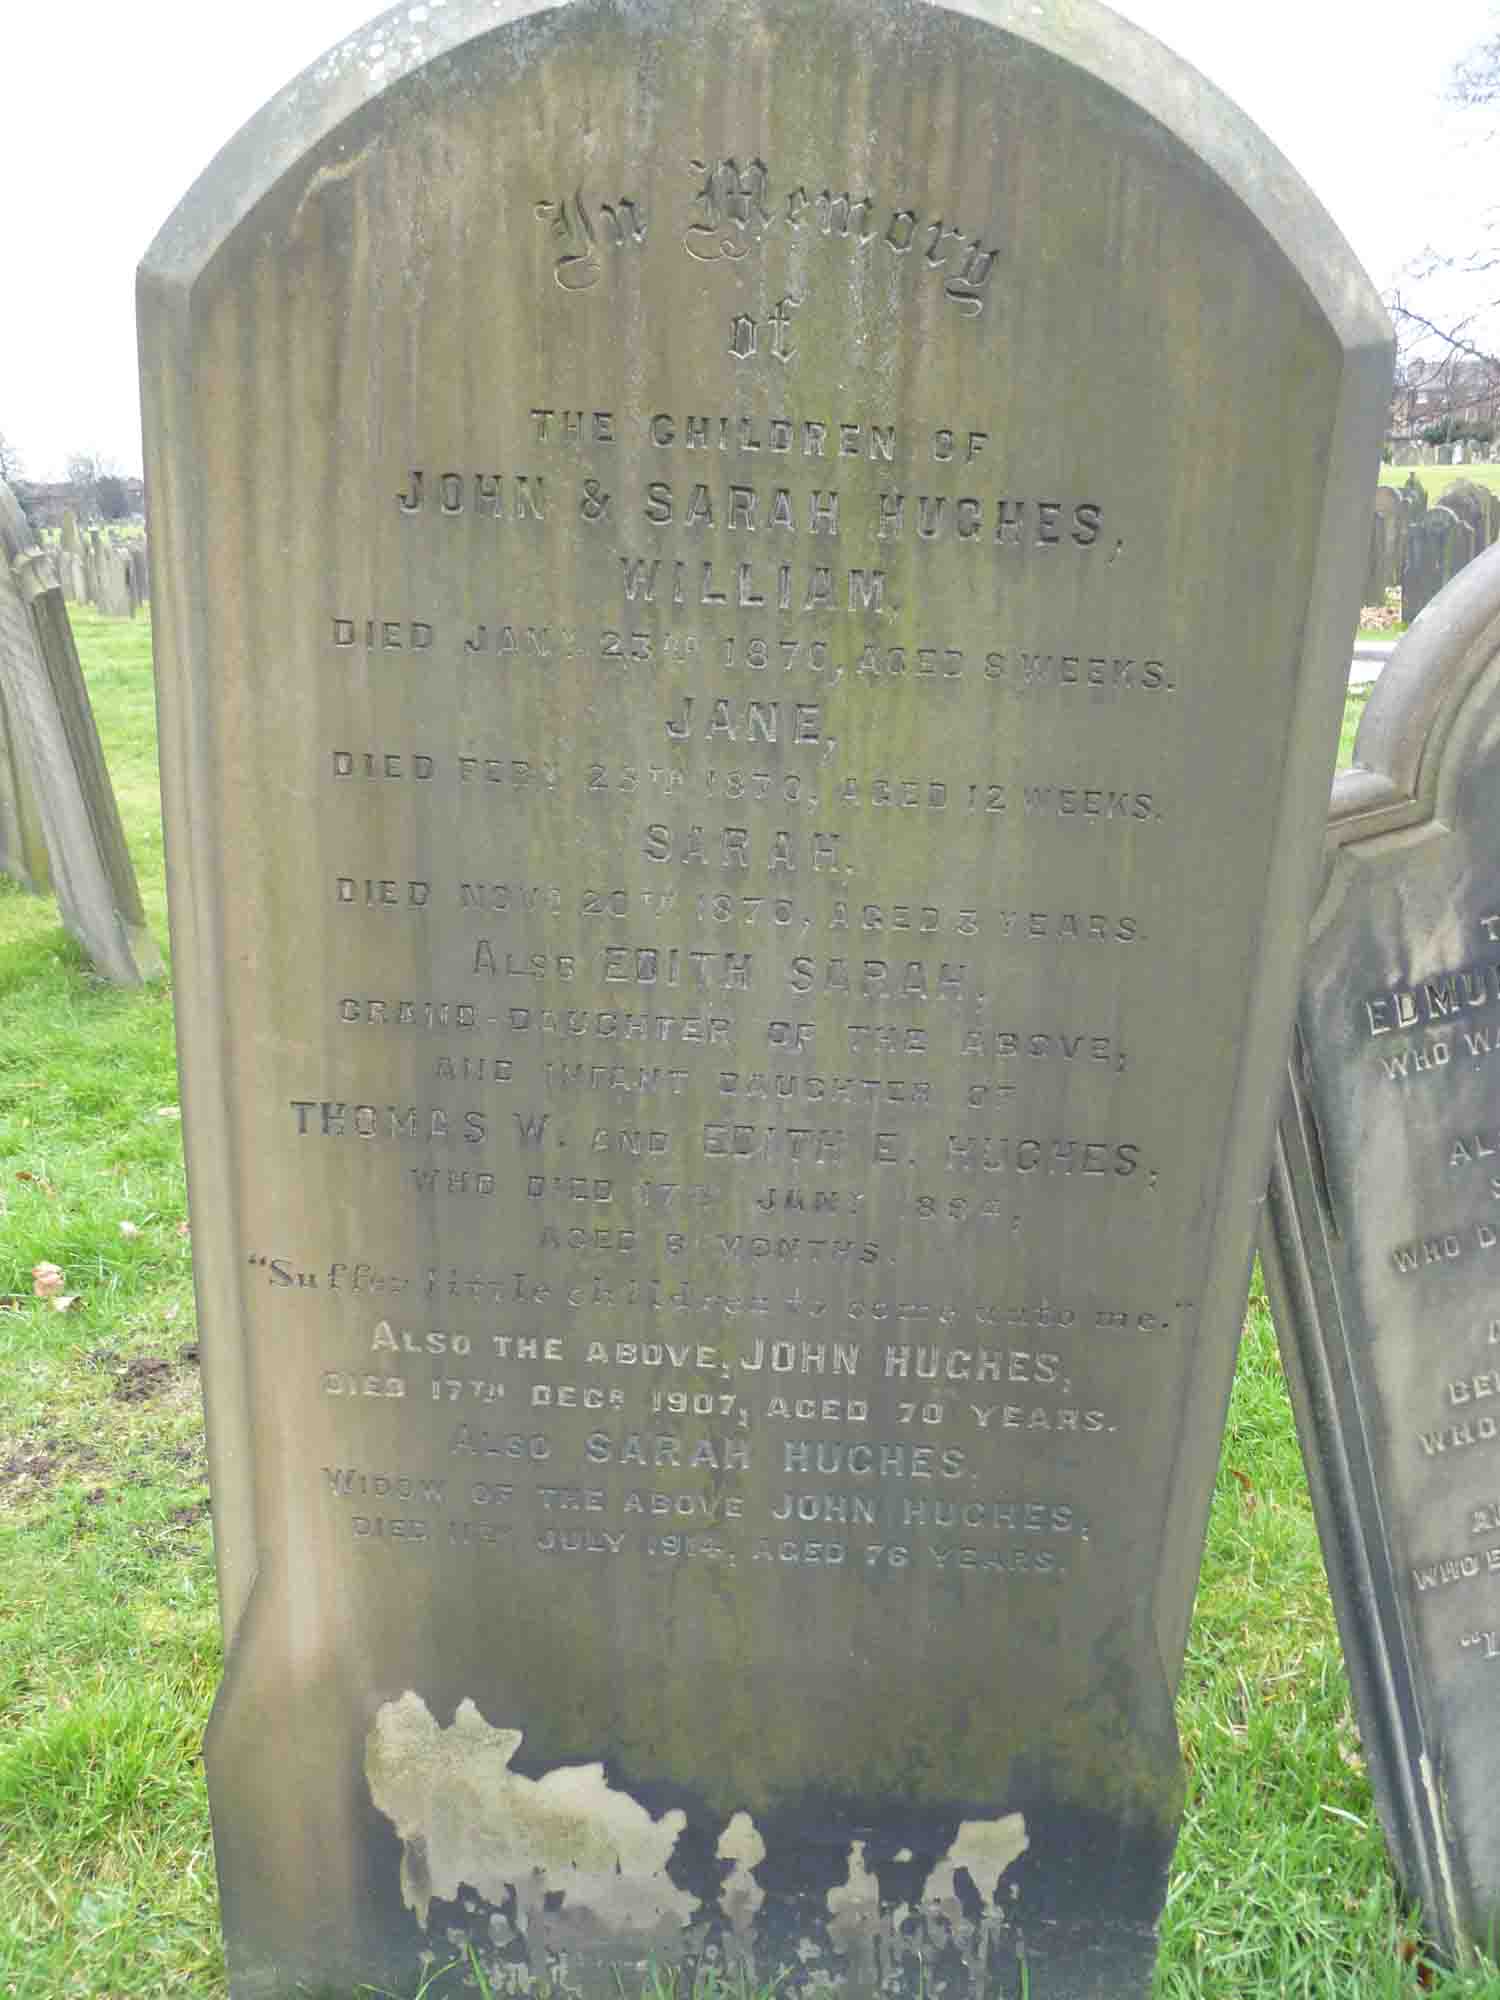 In Memory
of
THE CHILDREN OF
JOHN & SARAH HUGHES,
WILLIAM,
DIED JANY 23RD 1870, AGED 8 WEEKS.
JANE,
DIED FEBY 25TH 1870, AGED 12 WEEKS.
SARAH.
DIED NOVR 20TH 1870, AGED 3 YEARS.
ALSO EDITH SARAH,
GRAND-DAUGHTER OF THE ABOVE,
AND INFANT DAUGHTER OF
THOMAS W. AND EDITH E. HUGHES,
WHO DIED 17TH JANY 1884,
AGED MONTHS.
"Suffer little children to come unto me."
ALSO THE ABOVE, JOHN HUGHES,
DIED 17TH DECR 1907, AGED 70 YEARS.
ALSO SARAH HUGHES.
WIDOW OF THE ABOVE JOHN HUGHES,
DIED 11TH JULY 1914, AGED 76 YEARS.
EDMU
WHO WA
AL
WHO D
WHO
WHO